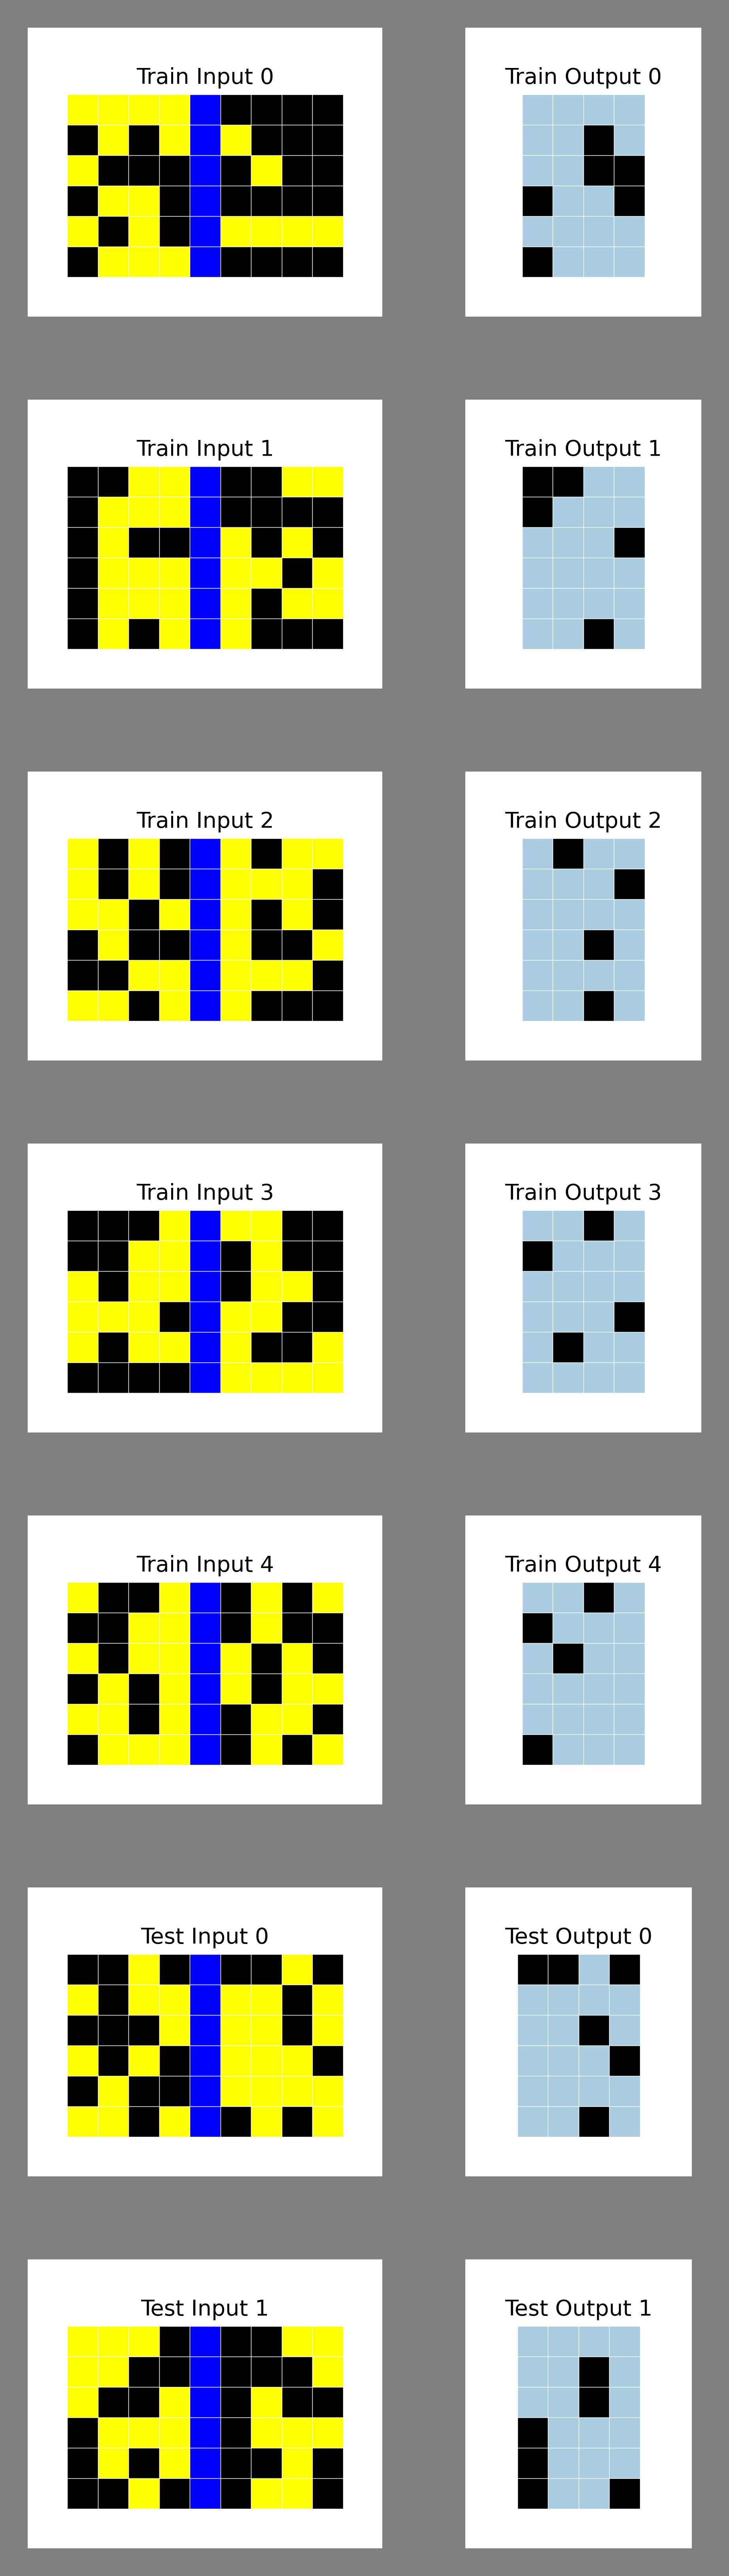 Train Input 0
Train Output 0
Train Input 1
Train Output 1
Train Input 2
Train Output 2
Train Input 3
Train Output 3
Train Input 4
Train Output 4
Test Input 0
Test Output 0
Test Input 1
Test Output 1